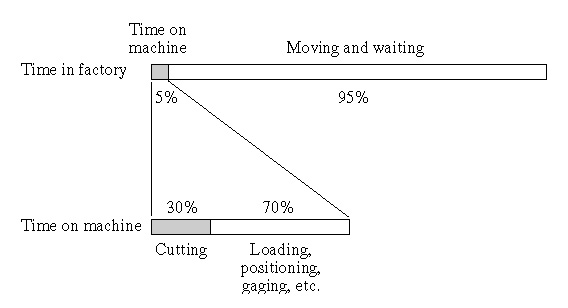 Time on
machine
Moving and waiting
Time in factory
5%
95%
30%
70%
Time on machine
Cutting
Loading,
positioning,
gaging, etc.